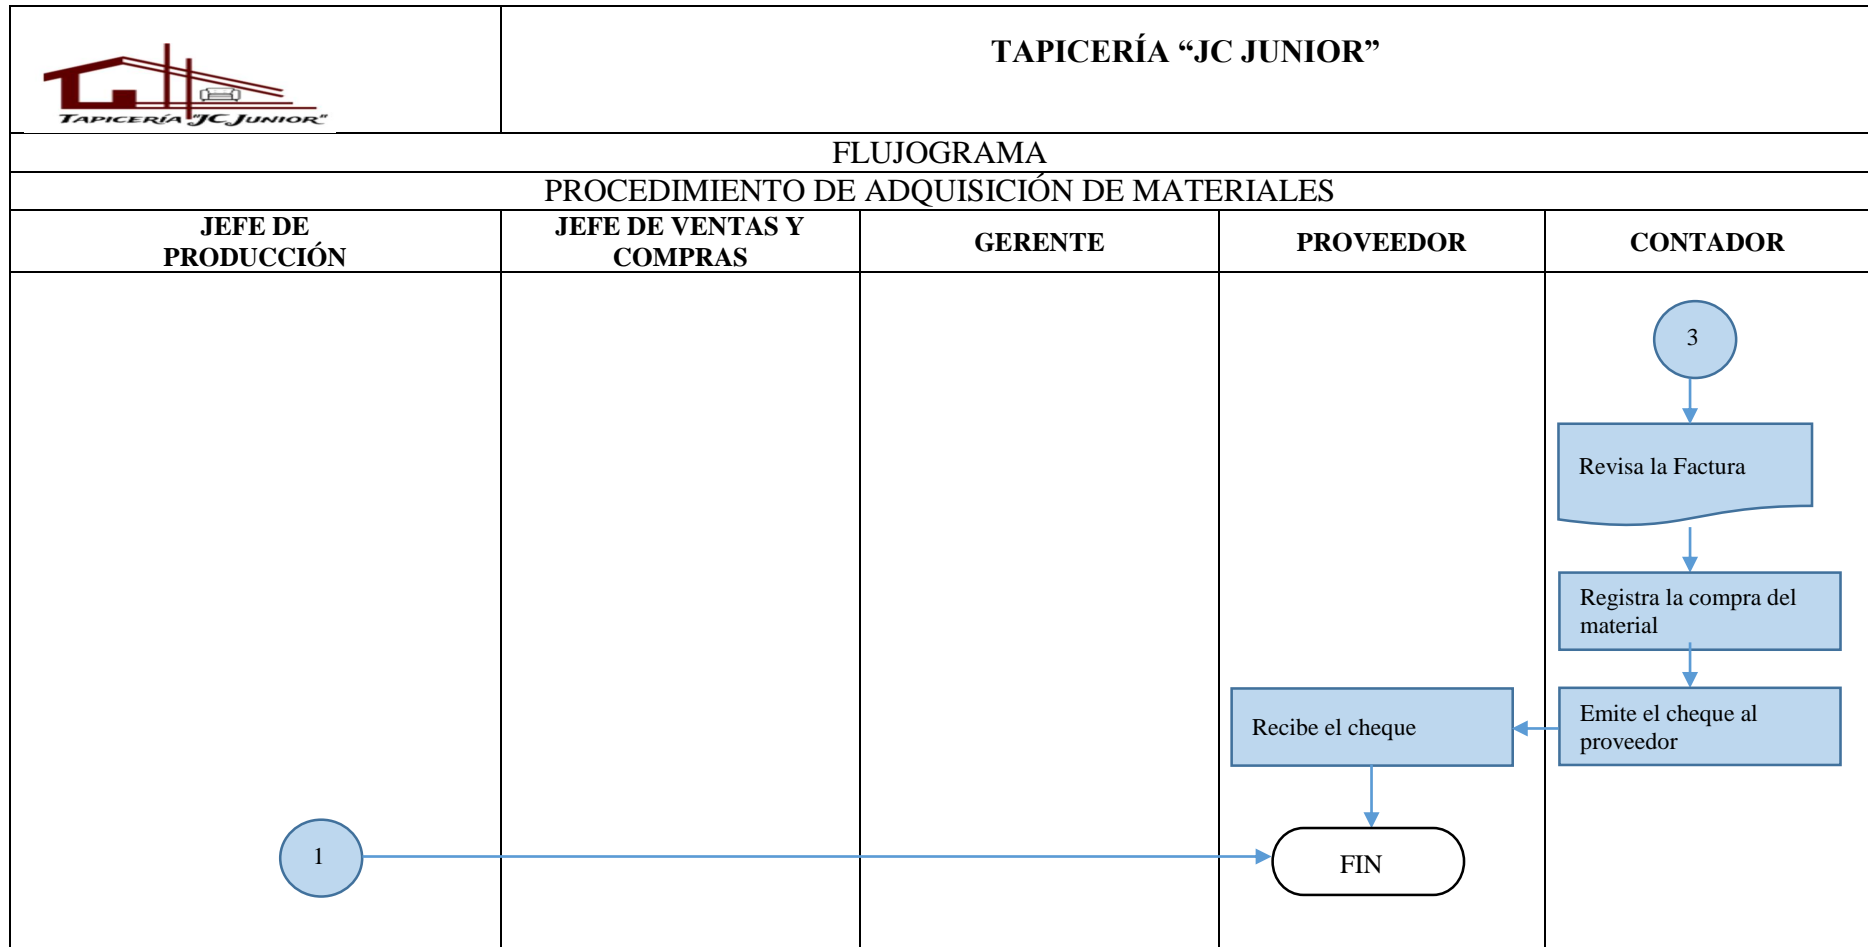 TAPICERÍA "JC JUNIOR"
TAPICERÍA “JC JUNIOR”
FLUJOGRAMA
PROCEDIMIENTO DE ADQUISICIÓN DE MATERIALES
JEFE DE
PRODUCCIÓN
JEFE DE VENTAS Y
COMPRAS
GERENTE
PROVEEDOR
CONTADOR
3
Revisa la Factura
Registra la compra del
material
Emite el cheque al
proveedor
Recibe el cheque
1
FIN